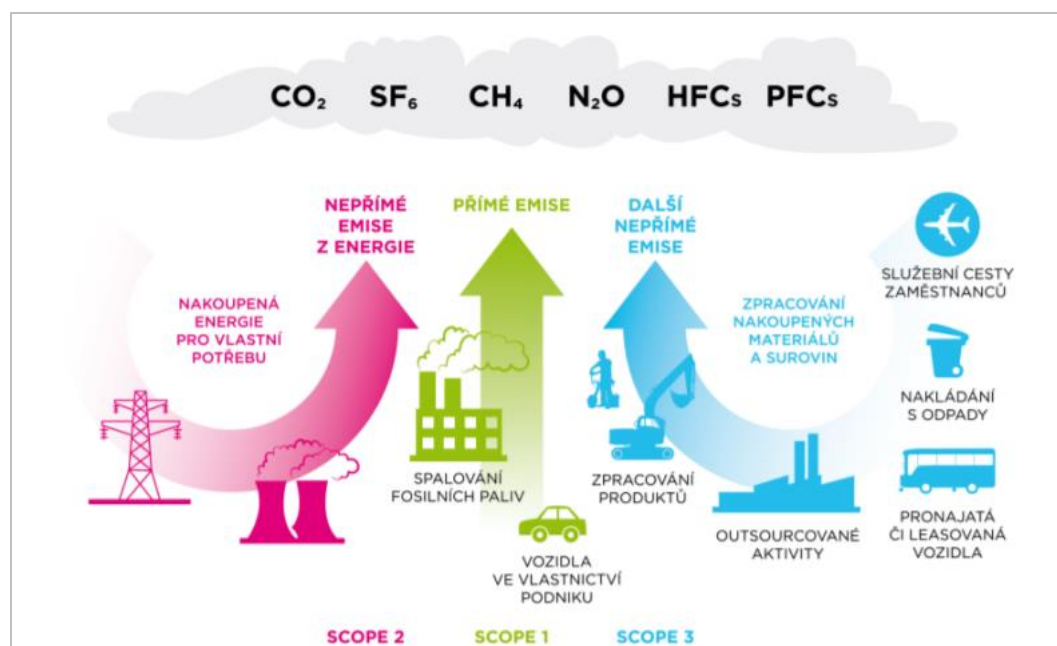 CO₂ SF₆ CH₄ N₂O HFCs PFCs
NEPŘÍMÉ
EMISE
Z ENERGIE
PŘÍMÉ EMISE
DALŠÍ
NEPŘÍMÉ
EMISE
NAKOUPENÁ
ENERGIE
PRO VLASTNÍ
POTŘEBU
SPALOVÁNÍ
FOSILNÍCH PALIV
VOZIDLA
VE VLASTNICTVÍ
PODNIKU
ZPRACOVÁNÍ
PRODUKTŮ
ZPRACOVÁNÍ
NAKOUPENÝCH
MATERIÁLŮ
A SUROVIN
OUTSOURCOVANÉ
AKTIVITY
SLUŽEBNÍ CESTY
ZAMĚSTNANCŮ
NAKLÁDÁNÍ
S ODPADY
PRONAJATÁ
ČI LEASOVANÁ
VOZIDLA
SCOPE 2 SCOPE 1 SCOPE 3